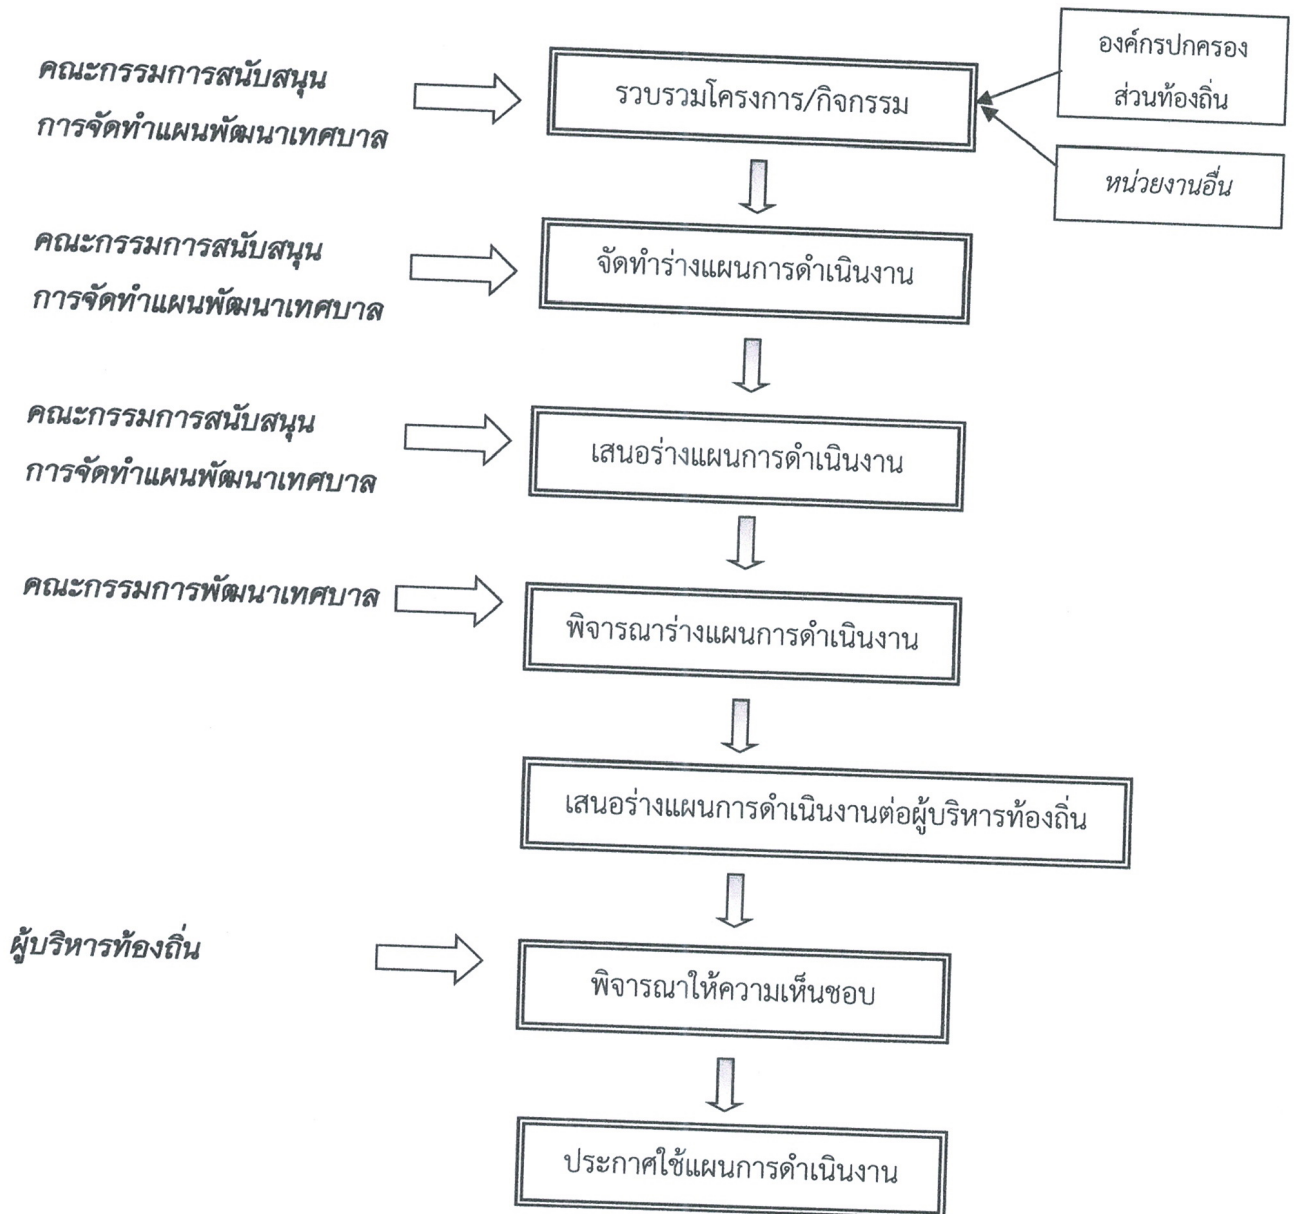 คณะกรรมการสนับสนุน
การจัดทำแผนพัฒนาเทศบาล
รวบรวมโครงการ/กิจกรรม
องค์กรปกครอง
ส่วนท้องถิ่น
หน่วยงานอื่น
คณะกรรมการสนับสนุน
การจัดทำแผนพัฒนาเทศบาล
จัดทำร่างแผนการดำเนินงาน
คณะกรรมการสนับสนุน
การจัดทำแผนพัฒนาเทศบาล
เสนอร่างแผนการดำเนินงาน
คณะกรรมการพัฒนาเทศบาล
พิจารณาร่างแผนการดำเนินงาน
เสนอร่างแผนการดำเนินงานต่อผู้บริหารท้องถิ่น
ผู้บริหารท้องถิ่น
พิจารณาให้ความเห็นชอบ
ประกาศใช้แผนการดำเนินงาน